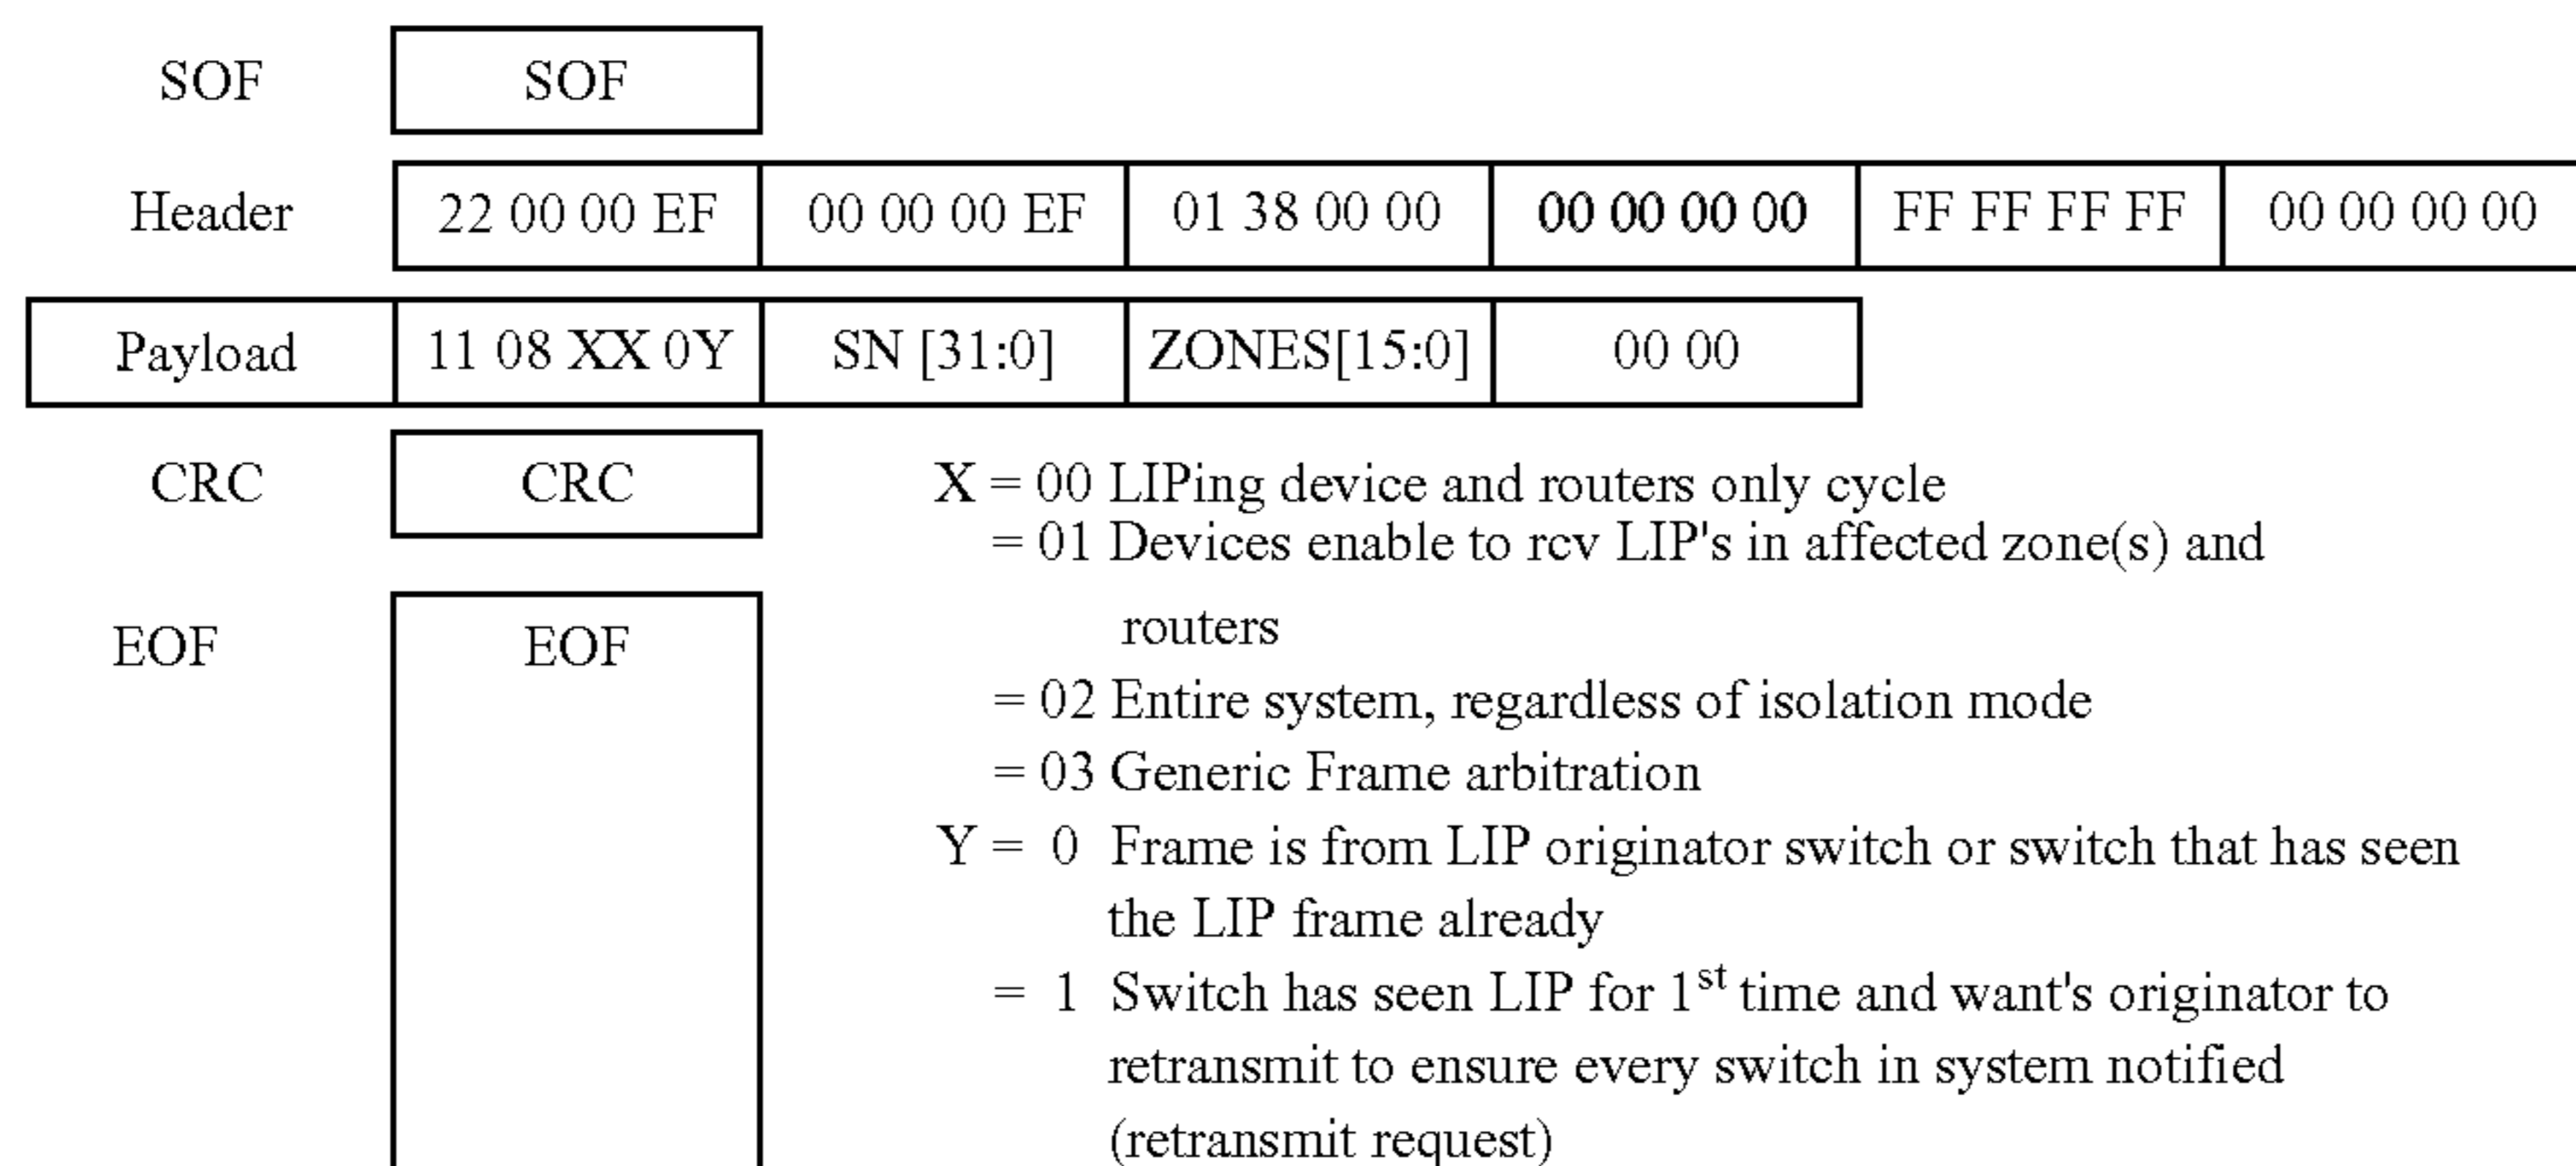 SOF SOF
Header 22 00 00 EF 00 00 00 EF 01 38 00 00 00 00 00 00 FF FF FF FF 00 00 00 00
Payload 11 08 XX 0Y SN [31:0] ZONES[15:0] 00 00
CRC CRC
X = 00 LIPing device and routers only cycle
= 01 Devices enable to rcv LIP's in affected zone(s) and
routers
EOF EOF
= 02 Entire system, regardless of isolation mode
= 03 Generic Frame arbitration
Y = 0 Frame is from LIP originator switch or switch that has seen
the LIP frame already
= 1 Switch has seen LIP for 1st time and want's originator to
retransmit to ensure every switch in system notified
(retransmit request)